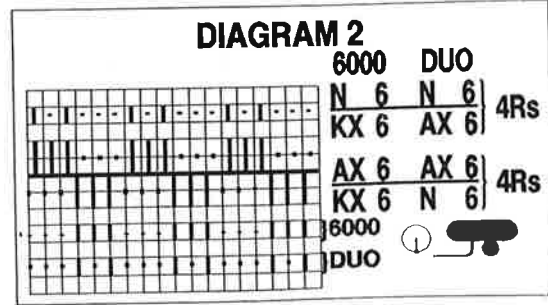 DIAGRAM 2
6000 DUO
N 6 N 6} 4Rs
KX 6 AX 6
AX 6 AX 6} 4Rs
KX 6 N 6
}6000
}DUO